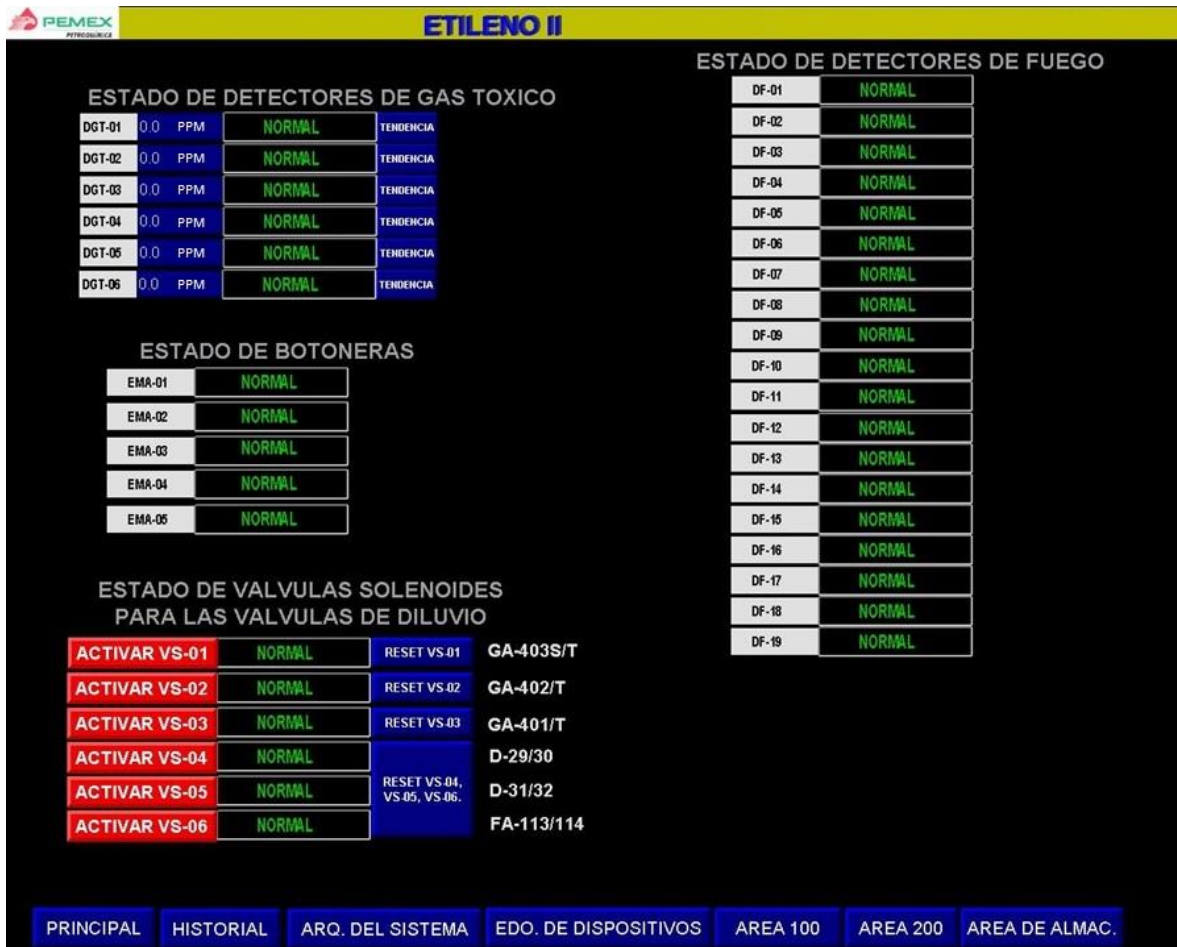 PEMEX
PETROQUÍMICA
ETILENO II
ESTADO DE DETECTORES DE GAS TOXICO
DGT-01 0.0 PPM NORMAL TENDENCIA
DGT-02 0.0 PPM NORMAL TENDENCIA
DGT-03 0.0 PPM NORMAL TENDENCIA
DGT-04 0.0 PPM NORMAL TENDENCIA
DGT-05 0.0 PPM NORMAL TENDENCIA
DGT-06 0.0 PPM NORMAL TENDENCIA
ESTADO DE BOTONERAS
EMA-01 NORMAL
EMA-02 NORMAL
EMA-03 NORMAL
EMA-04 NORMAL
EMA-05 NORMAL
ESTADO DE VALVULAS SOLENOIDES
PARA LAS VALVULAS DE DILUVIO
ACTIVAR VS-01 NORMAL RESET VS-01 GA-403S/T
ACTIVAR VS-02 NORMAL RESET VS-02 GA-402/T
ACTIVAR VS-03 NORMAL RESET VS-03 GA-401/T
ACTIVAR VS-04 NORMAL D-29/30
RESET VS-04,
VS-05, VS-06.
ACTIVAR VS-05 NORMAL D-31/32
ACTIVAR VS-06 NORMAL FA-113/114
ESTADO DE DETECTORES DE FUEGO
DF-01 NORMAL
DF-02 NORMAL
DF-03 NORMAL
DF-04 NORMAL
DF-05 NORMAL
DF-06 NORMAL
DF-07 NORMAL
DF-08 NORMAL
DF-09 NORMAL
DF-10 NORMAL
DF-11 NORMAL
DF-12 NORMAL
DF-13 NORMAL
DF-14 NORMAL
DF-15 NORMAL
DF-16 NORMAL
DF-17 NORMAL
DF-18 NORMAL
DF-19 NORMAL
PRINCIPAL HISTORIAL ARQ. DEL SISTEMA EDO. DE DISPOSITIVOS AREA 100 AREA 200 AREA DE ALMAC.